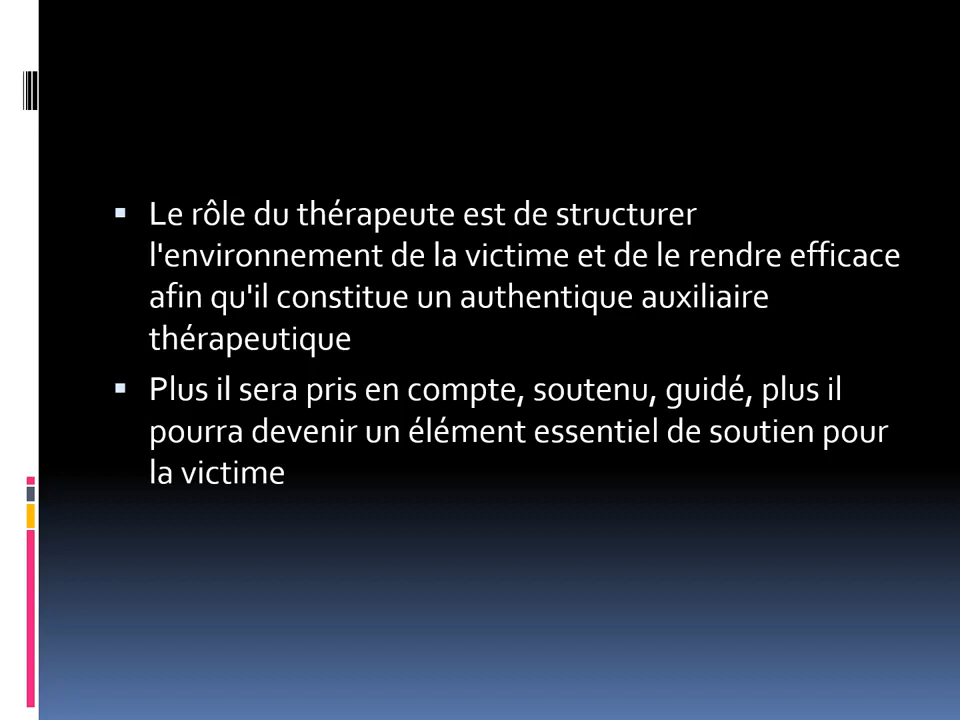 ▪ Le rôle du thérapeute est de structurer
l'environnement de la victime et de le rendre efficace
afin qu'il constitue un authentique auxiliaire
thérapeutique
▪ Plus il sera pris en compte, soutenu, guidé, plus il
pourra devenir un élément essentiel de soutien pour
la victime